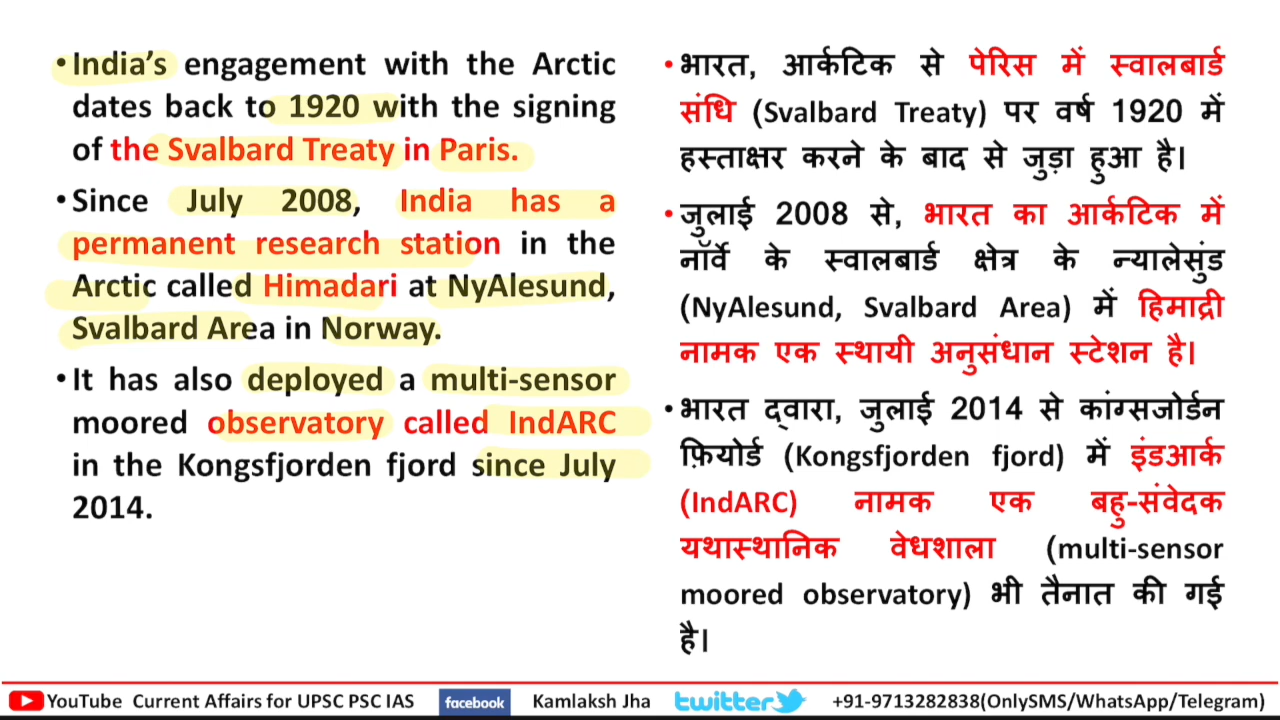 •India's engagement with the Arctic
dates back to 1920 with the signing
of the Svalbard Treaty in Paris.
•Since July 2008, India has a
permanent research station in the
Arctic called Himadari at NyAlesund,
Svalbard Area in Norway.
•It has also deployed a multi-sensor
moored observatory called IndARC
in the Kongsfjorden fjord since July
2014.
•भारत, आर्कटिक से पेरिस में स्वालबार्ड
संधि (Svalbard Treaty) पर वर्ष 1920 में
हस्ताक्षर करने के बाद से जुड़ा हुआ है।
•जुलाई 2008 से, भारत का आर्कटिक में
नॉर्वे के स्वालबार्ड क्षेत्र के न्यालेसुंड
(NyAlesund, Svalbard Area) में हिमाद्री
नामक एक स्थायी अनुसंधान स्टेशन है।
•भारत द्वारा, जुलाई 2014 से कांग्सजोर्डन
फ़ियोर्ड (Kongsfjorden fjord) में इंडआर्क
(IndARC) नामक एक बहु-संवेदक
यथास्थानिक वेधशाला (multi-sensor
moored observatory) भी तैनात की गई
है।
YouTube Current Affairs for UPSC PSC IAS facebook Kamlaksh Jha twitter +91-9713282838(OnlySMS/WhatsApp/Telegram)